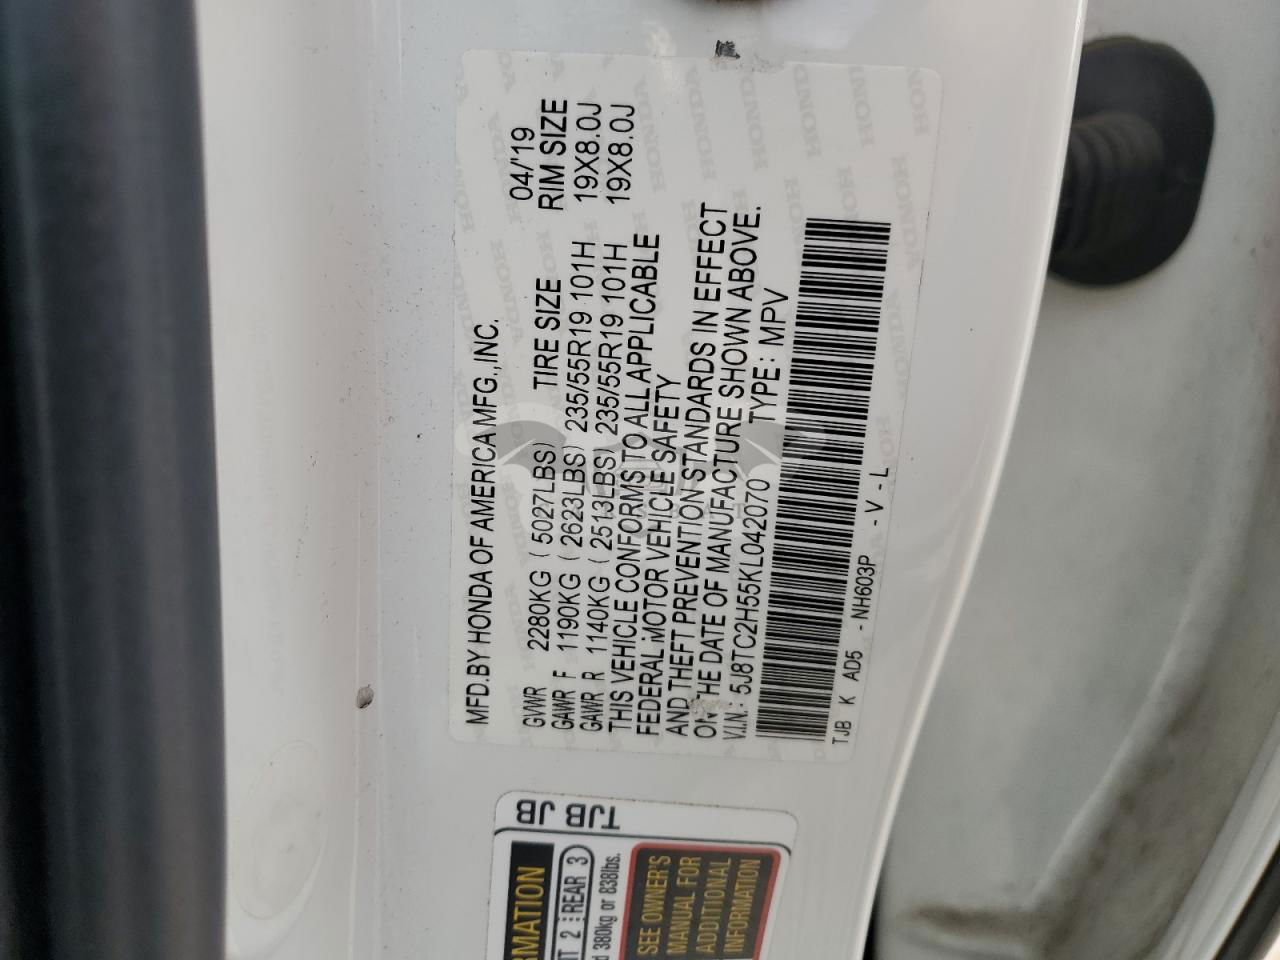 MFD.BY HONDA OF AMERICA MFG.,INC. 04/'19
GVWR 2280KG (5027LBS) TIRE SIZE RIM SIZE
GAWR F 1190KG (2623LBS) 235/55R19 101H 19X8.0J
GAWR R 1140KG (2513LBS) 235/55R19 101H 19X8.0J
THIS VEHICLE CONFORMS TO ALL APPLICABLE
FEDERAL MOTOR VEHICLE SAFETY
AND THEFT PREVENTION STANDARDS IN EFFECT
ON THE DATE OF MANUFACTURE SHOWN ABOVE.
V.I.N.: 5J8TC2H55KL042070 TYPE: MPV
TJB K AD5 -NH603P -V-L
TJB
JB
RMATION
2 REAR 3
380kg or 838lbs.
SEE OWNER'S
MANUAL FOR
ADDITIONAL
INFORMATION
HONDA